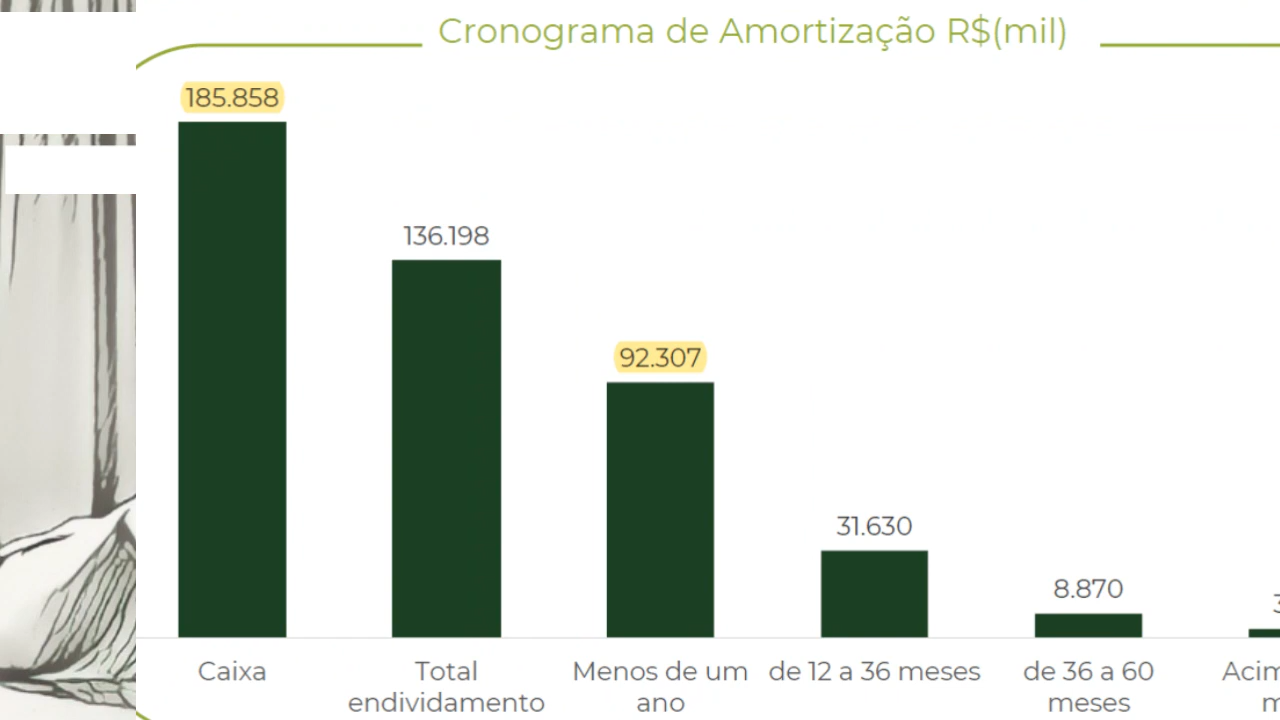 Cronograma de Amortização R$(mil)
185.858
136.198
92.307
31.630
8.870
Caixa
Total
endividamento
Menos de um
ano
de 12 a 36 meses
de 36 a 60
meses